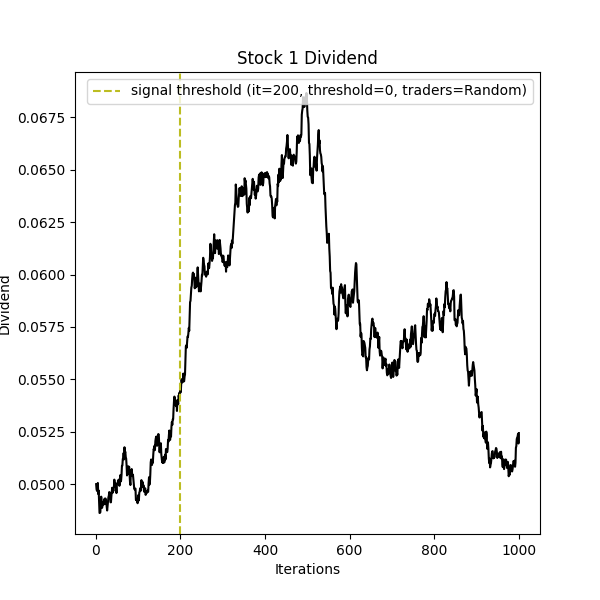 Stock 1 Dividend
signal threshold (it=200, threshold=0, traders=Random)
Dividend
0.0675
0.0650
0.0625
0.0600
0.0575
0.0550
0.0525
0.0500
0 200 400 600 800 1000
Iterations